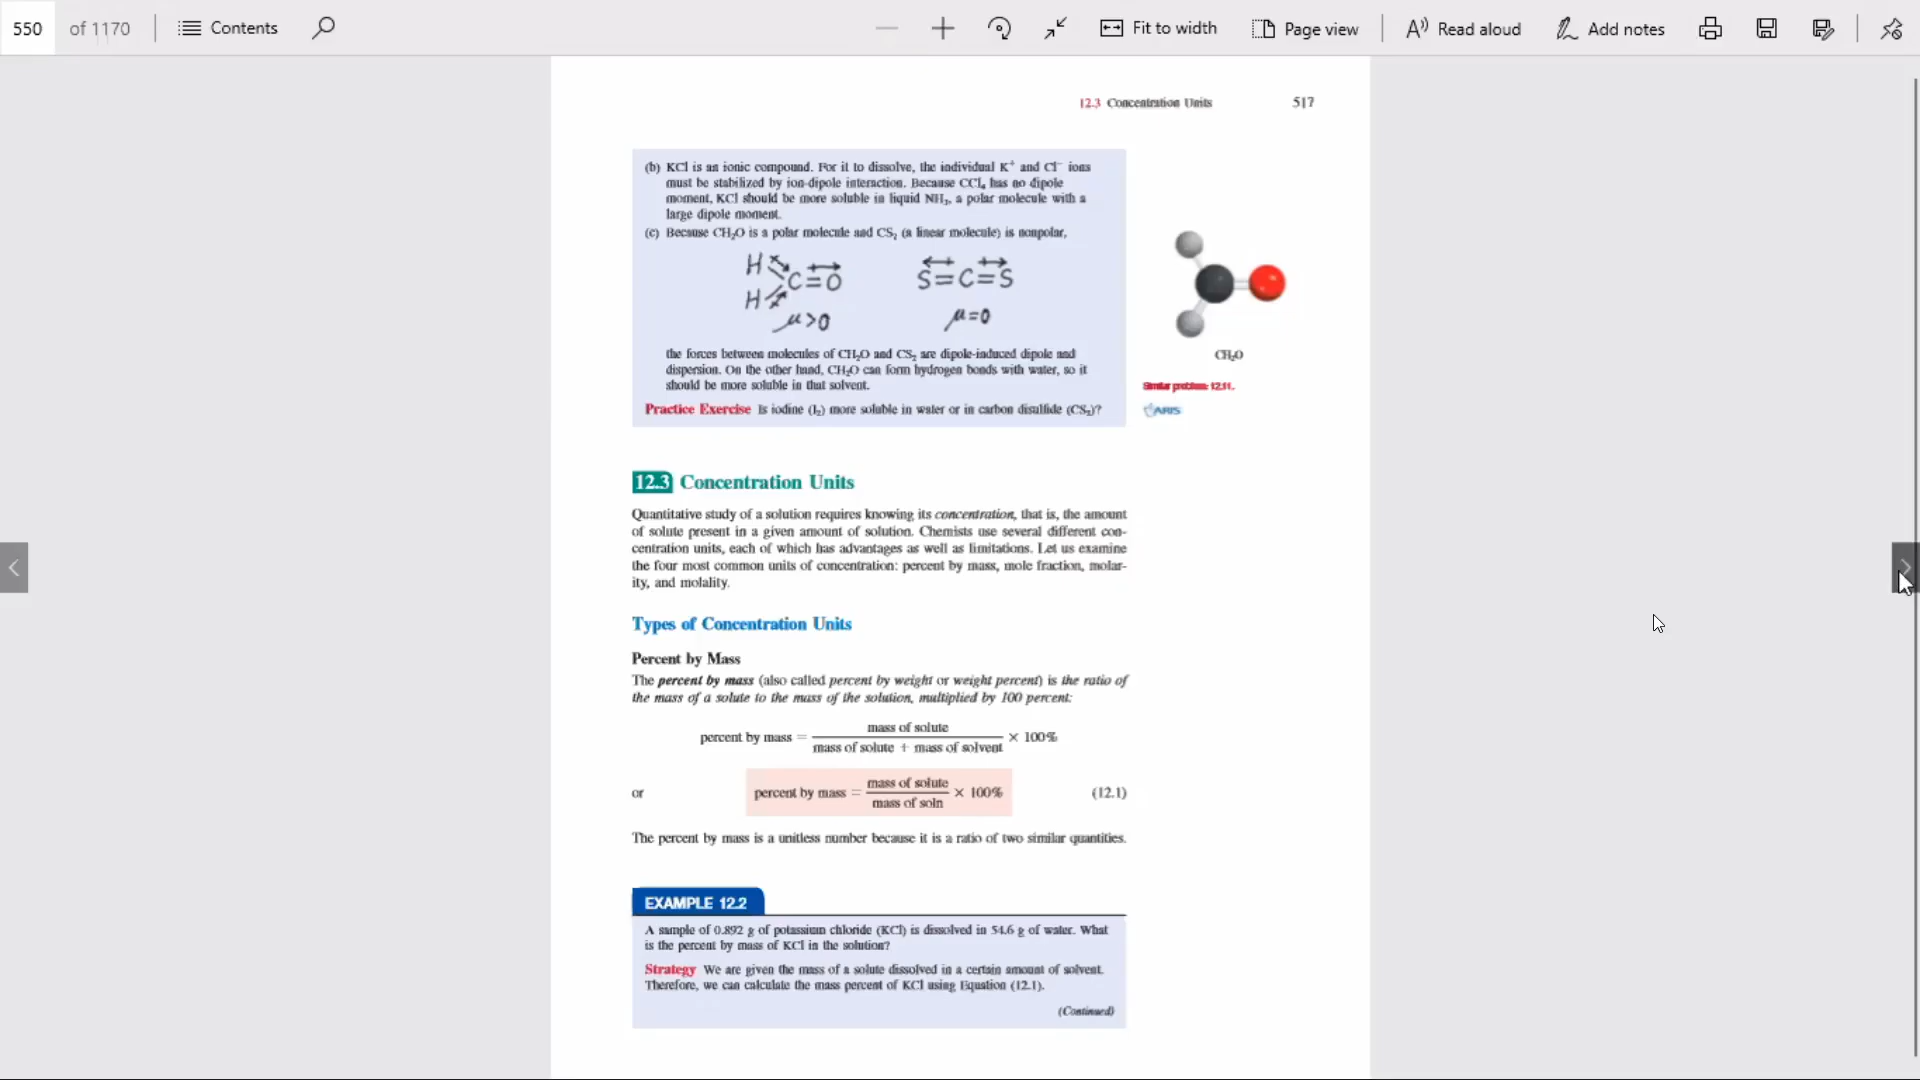 550 of 1170 Contents Fit to width Page view Read aloud Add notes
12.3 Concentration Units 517
(b) KCl is an ionic compound. For it to dissolve, the individual K⁺ and Cl⁻ ions
must be stabilized by ion-dipole interaction. Because CCl₄ has no dipole
moment, KCl should be more soluble in liquid NH₃, a polar molecule with a
large dipole moment.
(c) Because CH₂O is a polar molecule and CS₂ (a linear molecule) is nonpolar,
H
C=O S=C=S
H
μ>0 μ=0
the forces between molecules of CH₂O and CS₂ are dipole-induced dipole and
dispersion. On the other hand, CH₂O can form hydrogen bonds with water, so it
should be more soluble in that solvent.
Practice Exercise Is iodine (I₂) more soluble in water or in carbon disulfide (CS₂)?
CH₂O
Similar problem: 12.11.
ARIS
12.3 Concentration Units
Quantitative study of a solution requires knowing its concentration, that is, the amount
of solute present in a given amount of solution. Chemists use several different con-
centration units, each of which has advantages as well as limitations. Let us examine
the four most common units of concentration: percent by mass, mole fraction, molar-
ity, and molality.
Types of Concentration Units
Percent by Mass
The percent by mass (also called percent by weight or weight percent) is the ratio of
the mass of a solute to the mass of the solution, multiplied by 100 percent:
mass of solute
percent by mass = × 100%
mass of solute + mass of solvent
mass of solute
or percent by mass = × 100% (12.1)
mass of soln
The percent by mass is a unitless number because it is a ratio of two similar quantities.
EXAMPLE 12.2
A sample of 0.892 g of potassium chloride (KCl) is dissolved in 54.6 g of water. What
is the percent by mass of KCl in the solution?
Strategy We are given the mass of a solute dissolved in a certain amount of solvent.
Therefore, we can calculate the mass percent of KCl using Equation (12.1).
(Continued)